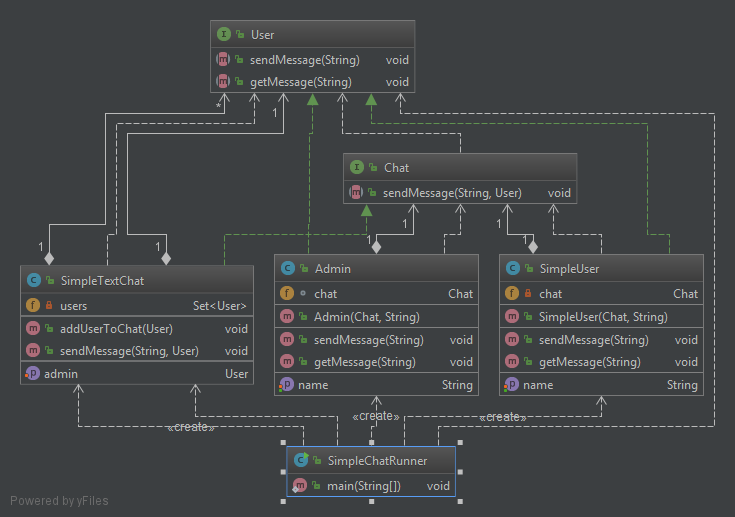 User
sendMessage(String) void
getMessage(String) void
* 1
Chat
sendMessage(String, User) void
1 1
1 1 1 1
SimpleTextChat
users Set<User>
addUserToChat(User) void
sendMessage(String, User) void
admin User
Admin
chat Chat
Admin(Chat, String)
sendMessage(String) void
getMessage(String) void
name String
SimpleUser
chat Chat
SimpleUser(Chat, String)
sendMessage(String) void
getMessage(String) void
name String
«create» «create» «create»
SimpleChatRunner
main(String[]) void
Powered by yFiles